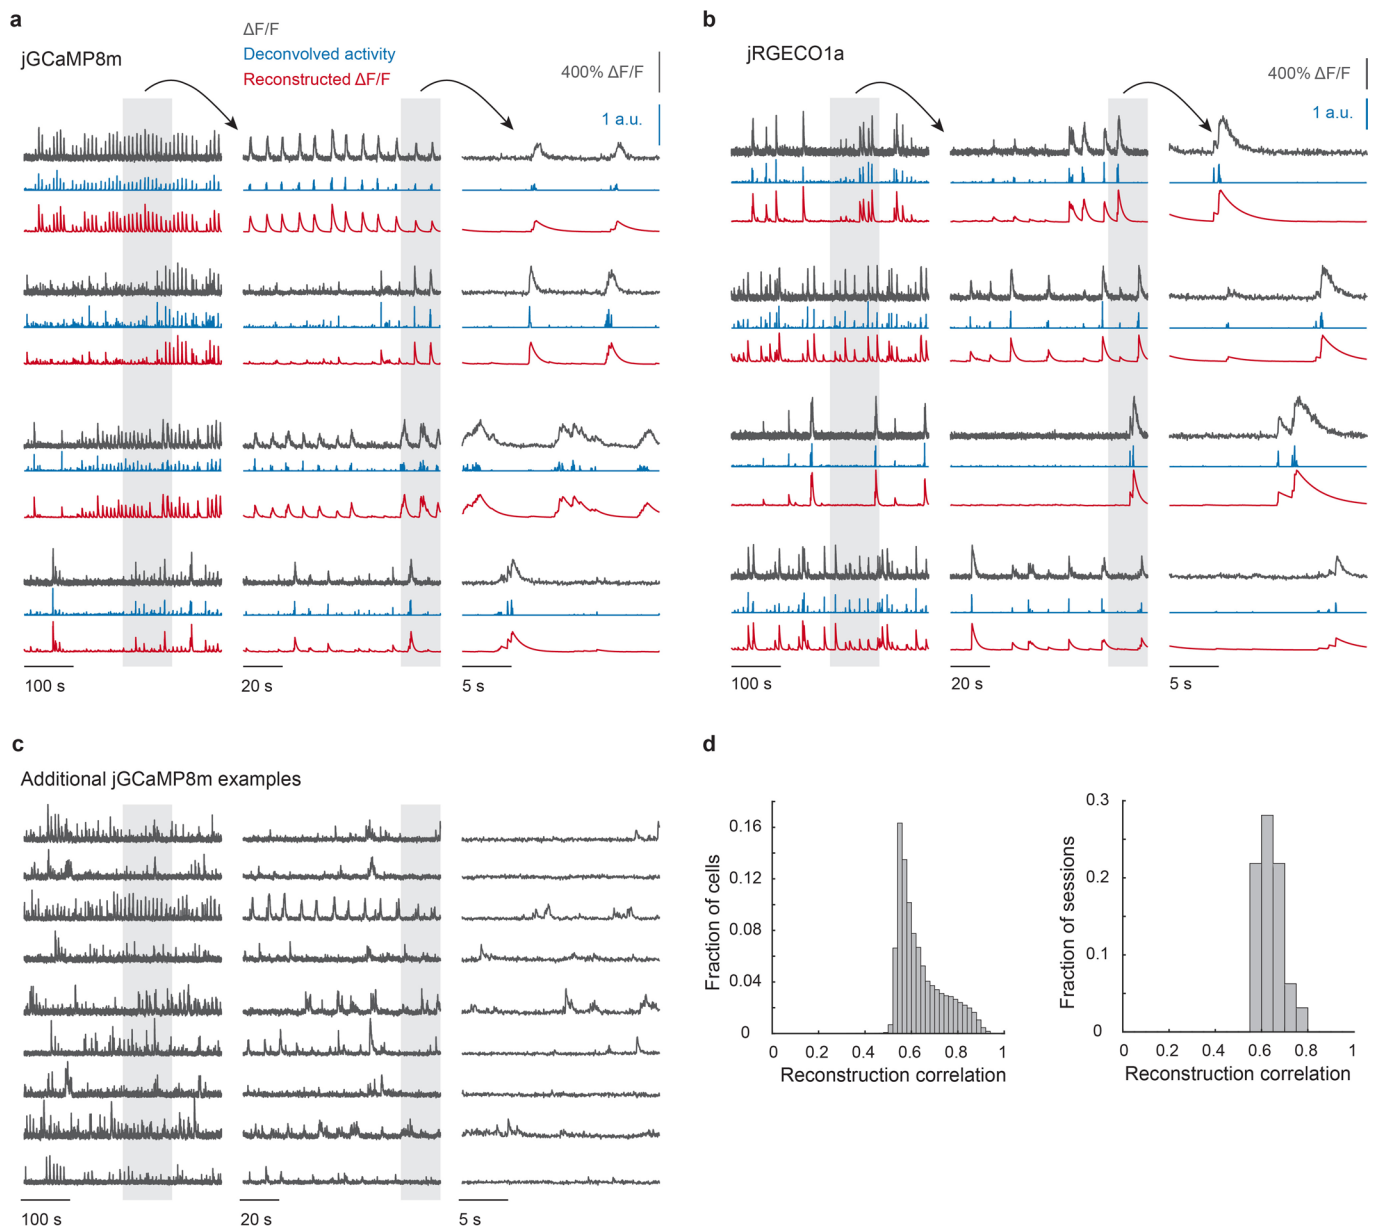 a
jGCaMP8m
ΔF/F
Deconvolved activity
Reconstructed ΔF/F
400% ΔF/F
1 a.u.
100 s
20 s
5 s
b
jRGECO1a
400% ΔF/F
1 a.u.
100 s
20 s
5 s
c
Additional jGCaMP8m examples
100 s
20 s
5 s
d
Fraction of cells
0.16
0.12
0.08
0.04
0
0 0.2 0.4 0.6 0.8 1
Reconstruction correlation
Fraction of sessions
0.3
0.2
0.1
0
0 0.2 0.4 0.6 0.8 1
Reconstruction correlation